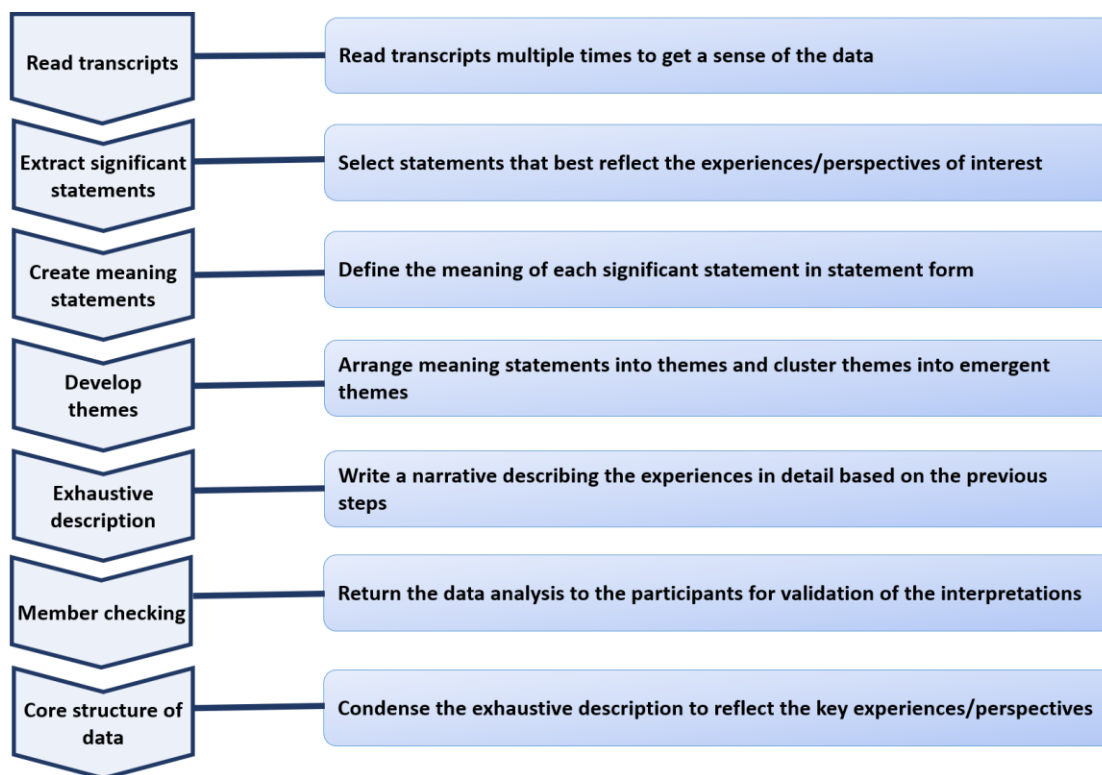 Read transcripts
Read transcripts multiple times to get a sense of the data
Extract significant
statements
Select statements that best reflect the experiences/perspectives of interest
Create meaning
statements
Define the meaning of each significant statement in statement form
Develop
themes
Arrange meaning statements into themes and cluster themes into emergent
themes
Exhaustive
description
Write a narrative describing the experiences in detail based on the previous
steps
Member checking
Return the data analysis to the participants for validation of the interpretations
Core structure of
data
Condense the exhaustive description to reflect the key experiences/perspectives